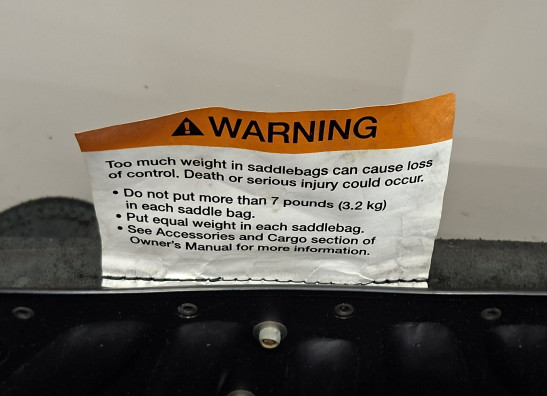 WARNING
Too much weight in saddlebags can cause loss
of control. Death or serious injury could occur.
• Do not put more than 7 pounds (3.2 kg)
in each saddle bag.
• Put equal weight in each saddlebag.
• See Accessories and Cargo section of
Owner's Manual for more information.